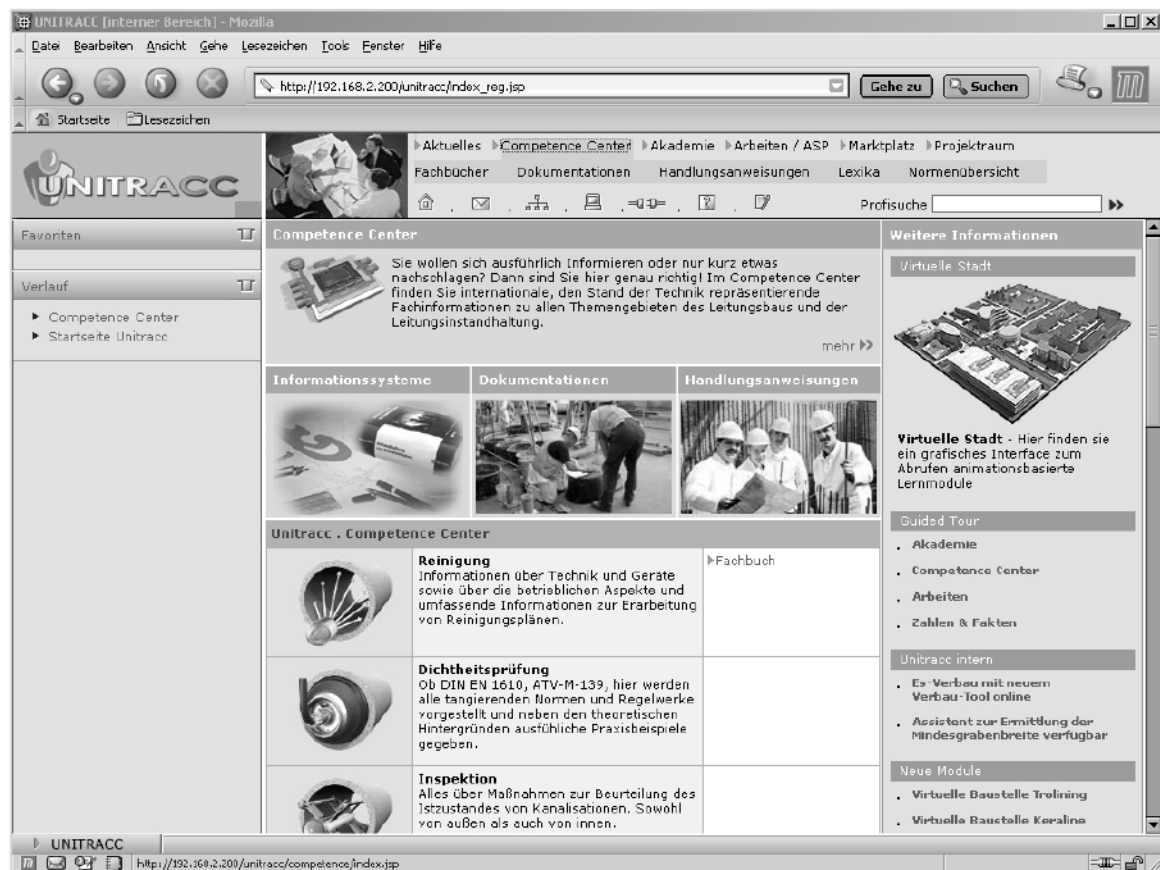 UNITRACC [interner Bereich] - Mozilla
Datei Bearbeiten Ansicht Gehe Lesezeichen Tools Fenster Hilfe
http://192.168.2.200/unitracc/index_reg.jsp
Gehe zu
Suchen
Startseite Lesezeichen
UNITRACC
Aktuelles Competence Center Akademie Arbeiten / ASP Marktplatz Projektraum
Fachbücher Dokumentationen Handlungsanweisungen Lexika Normenübersicht
Profisuche
Favoriten
Verlauf
Competence Center
Startseite Unitracc
Competence Center
Sie wollen sich ausführlich Informieren oder nur kurz etwas
nachschlagen? Dann sind Sie hier genau richtig! Im Competence Center
finden Sie internationale, den Stand der Technik repräsentierende
Fachinformationen zu allen Themengebieten des Leitungsbaus und der
Leitungsinstandhaltung.
mehr
Informationssysteme
Dokumentationen
Handlungsanweisungen
Unitracc . Competence Center
Reinigung
Informationen über Technik und Geräte
sowie über die betrieblichen Aspekte und
umfassende Informationen zur Erarbeitung
von Reinigungsplänen.
Fachbuch
Dichtheitsprüfung
Ob DIN EN 1610, ATV-M-139, hier werden
alle tangierenden Normen und Regelwerke
vorgestellt und neben den theoretischen
Hintergründen ausfühliche Praxisbeispiele
gegeben.
Inspektion
Alles über Maßnahmen zur Beurteilung des
Istzustandes von Kanalisationen. Sowohl
von außen als auch von innen.
Weitere Informationen
Virtuelle Stadt
Virtuelle Stadt - Hier finden sie
ein grafisches Interface zum
Abrufen animationsbasierte
Lernmodule
Guided Tour
Akademie
Competence Center
Arbeiten
Zahlen & Fakten
Unitracc intern
Es-Verbau mit neuem
Verbau-Tool online
Assistent zur Ermittlung der
Mindesgrabenbreite verfugbar
Neue Module
Virtuelle Baustelle Trolining
Virtuelle Baustelle Keraline
UNITRACC
http://192.168.2.200/unitracc/competence/index.jsp